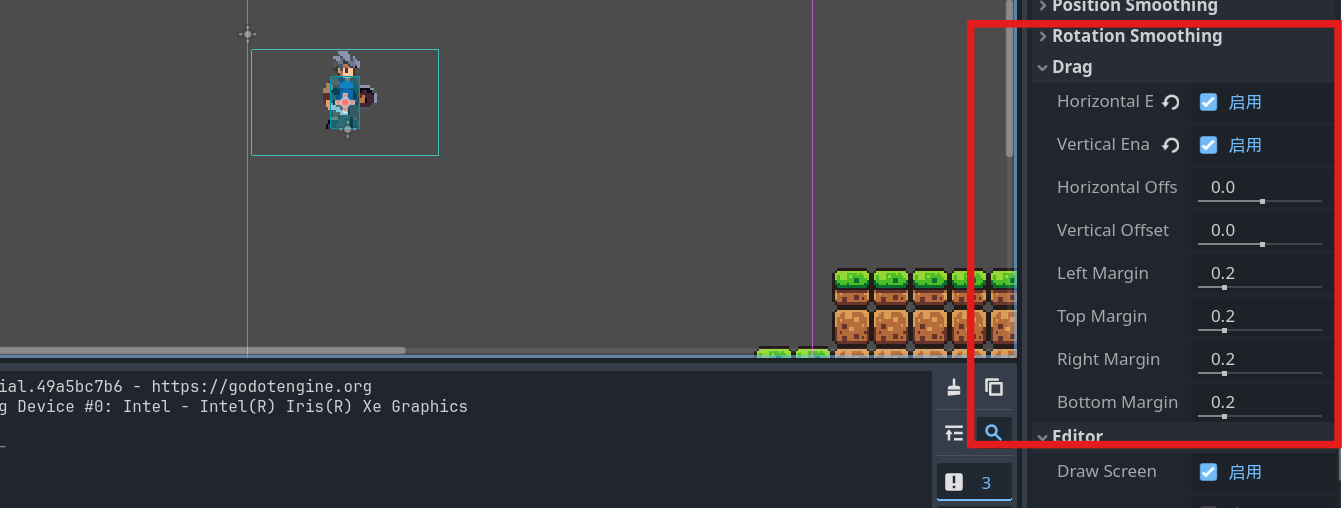 Position Smoothing
Rotation Smoothing
Drag
Horizontal E
启用
Vertical Ena
启用
Horizontal Offs
0.0
Vertical Offset
0.0
Left Margin
0.2
Top Margin
0.2
Right Margin
0.2
Bottom Margin
0.2
Editor
Draw Screen
启用
ial.49a5bc7b6 - https://godotengine.org
g Device #0: Intel - Intel(R) Iris(R) Xe Graphics
3